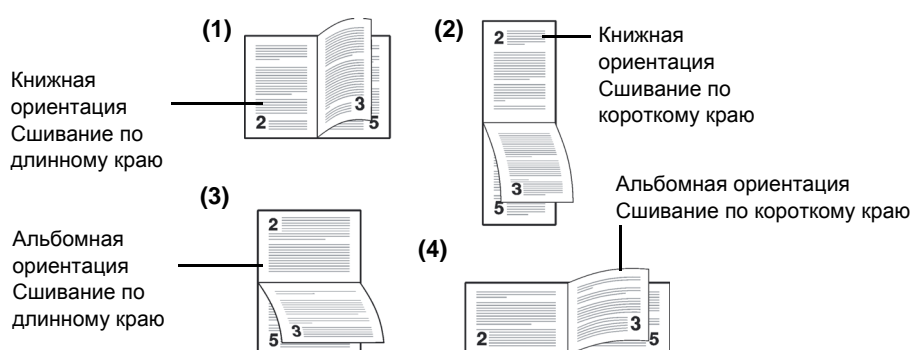 (1)
Книжная
ориентация
Сшивание по
длинному краю
2
3
5
(2)
2
3
5
Книжная
ориентация
Сшивание по
короткому краю
(3)
Альбомная
ориентация
Сшивание по
длинному краю
2
3
5
(4)
Альбомная ориентация
Сшивание по короткому краю
2
3
5